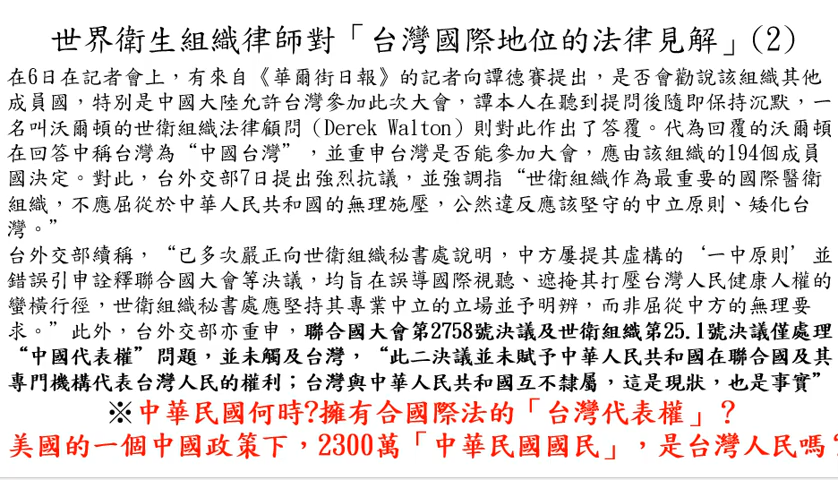 世界衛生組織律師對「台灣國際地位的法律見解」(2)
在6日在記者會上，有來自《華爾街日報》的記者向譚德賽提出，是否會勸說該組織其他
成員國，特別是中國大陸允許台灣參加此次大會，譚本人在聽到提問後隨即保持沉默，一
名叫沃爾頓的世衛組織法律顧問（Derek Walton）則對此作出了答覆。代為回覆的沃爾頓
在回答中稱台灣為“中國台灣”，並重申台灣是否能參加大會，應由該組織的194個成員
國決定。對此，台外交部7日提出強烈抗議，並強調指“世衛組織作為最重要的國際醫衛
組織，不應屈從於中華人民共和國的無理施壓，公然違反應該堅守的中立原則、矮化台
灣。”
台外交部續稱，“已多次嚴正向世衛組織秘書處說明，中方屢提其虛構的‘一中原則’並
錯誤引申詮釋聯合國大會等決議，均旨在誤導國際視聽、遮掩其打壓台灣人民健康人權的
蠻橫行徑，世衛組織秘書處應堅持其專業中立的立場並予明辨，而非屈從中方的無理要
求。”此外，台外交部亦重申，聯合國大會第2758號決議及世衛組織第25.1號決議僅處理
“中國代表權”問題，並未觸及台灣，“此二決議並未賦予中華人民共和國在聯合國及其
專門機構代表台灣人民的權利；台灣與中華人民共和國互不隸屬，這是現狀，也是事實”
※中華民國何時?擁有合國際法的「台灣代表權」？
美國的一個中國政策下，2300萬「中華民國國民」，是台灣人民嗎？